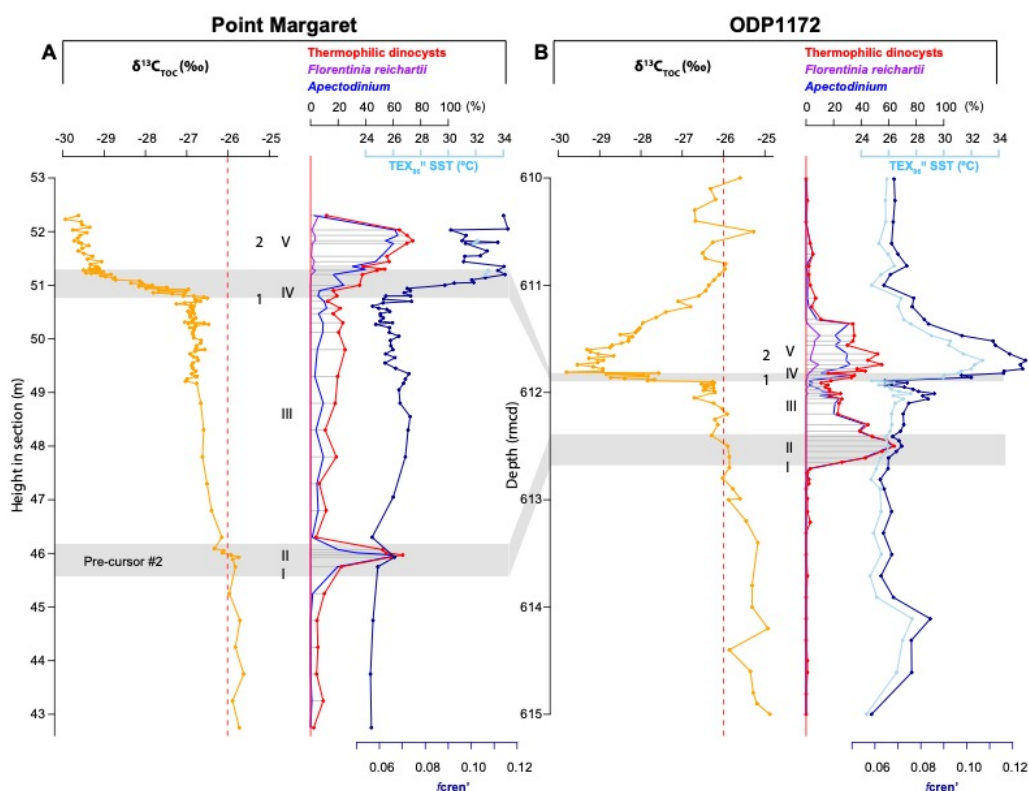 Point Margaret
ODP1172
A
δ¹³C_TOC (‰)
Thermophilic dinocysts
Florentinia reichartii
Apectodinium
0 20 40 60 80 100 (%)
-30 -29 -28 -27 -26 -25
24 26 28 30 32 34
TEX₈₆ᴴ SST (ºC)
53
52
51
50
49
48
47
46
45
44
43
Height in section (m)
2 V
1 IV
III
Pre-cursor #2
II
I
0.06 0.08 0.10 0.12
fcren'
B
δ¹³C_TOC (‰)
Thermophilic dinocysts
Florentinia reichartii
Apectodinium
0 20 40 60 80 100 (%)
-30 -29 -28 -27 -26 -25
24 26 28 30 32 34
TEX₈₆ᴴ SST (ºC)
610
611
612
613
614
615
Depth (rmcd)
2 V
1 IV
III
II
I
0.06 0.08 0.10 0.12
fcren'